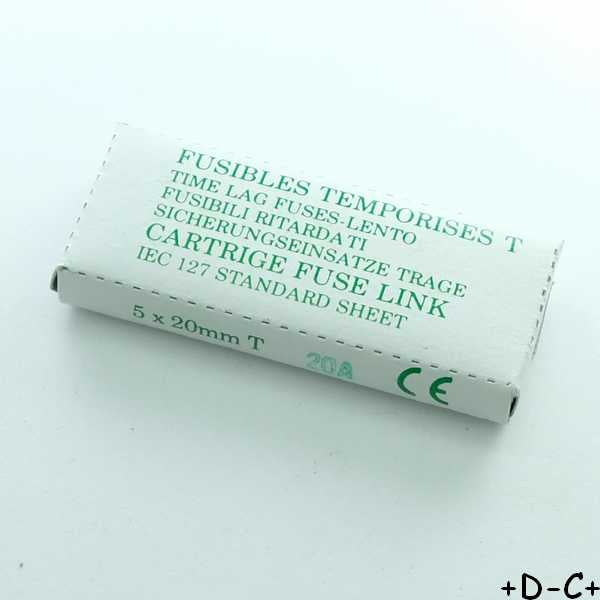 FUSIBLES TEMPORISES T
TIME LAG FUSES-LENTO
FUSIBILI RITARDATI
SICHERUNGSEINSATZE TRAGE
CARTRIGE FUSE LINK
IEC 127 STANDARD SHEET
5 x 20mm T 20A CE
+D-C+